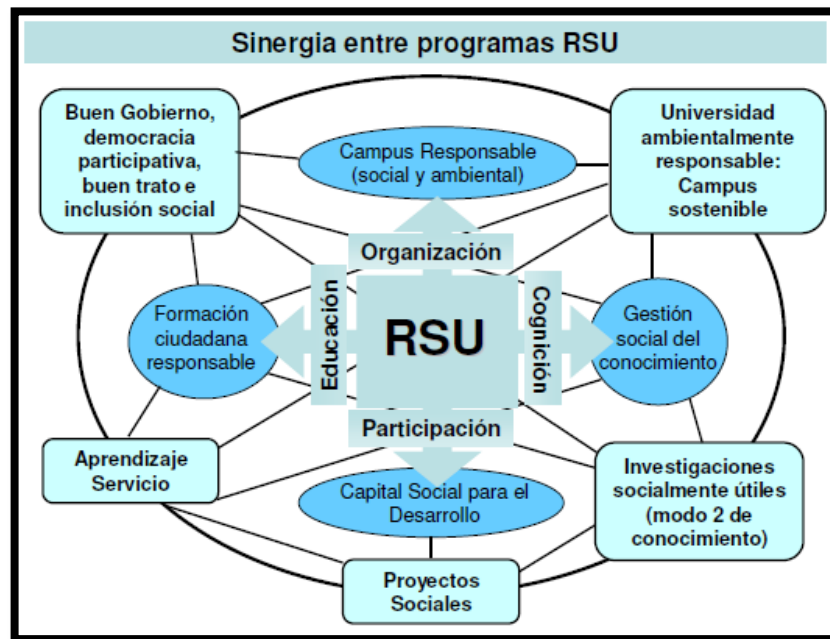 Sinergia entre programas RSU
Buen Gobierno,
democracia
participativa,
buen trato e
inclusión social
Campus Responsable
(social y ambiental)
Universidad
ambientalmente
responsable:
Campus
sostenible
Organización
Formación
ciudadana
responsable
Educación
RSU
Cognición
Gestión
social del
conocimiento
Participación
Aprendizaje
Servicio
Capital Social para el
Desarrollo
Investigaciones
socialmente útiles
(modo 2 de
conocimiento)
Proyectos
Sociales